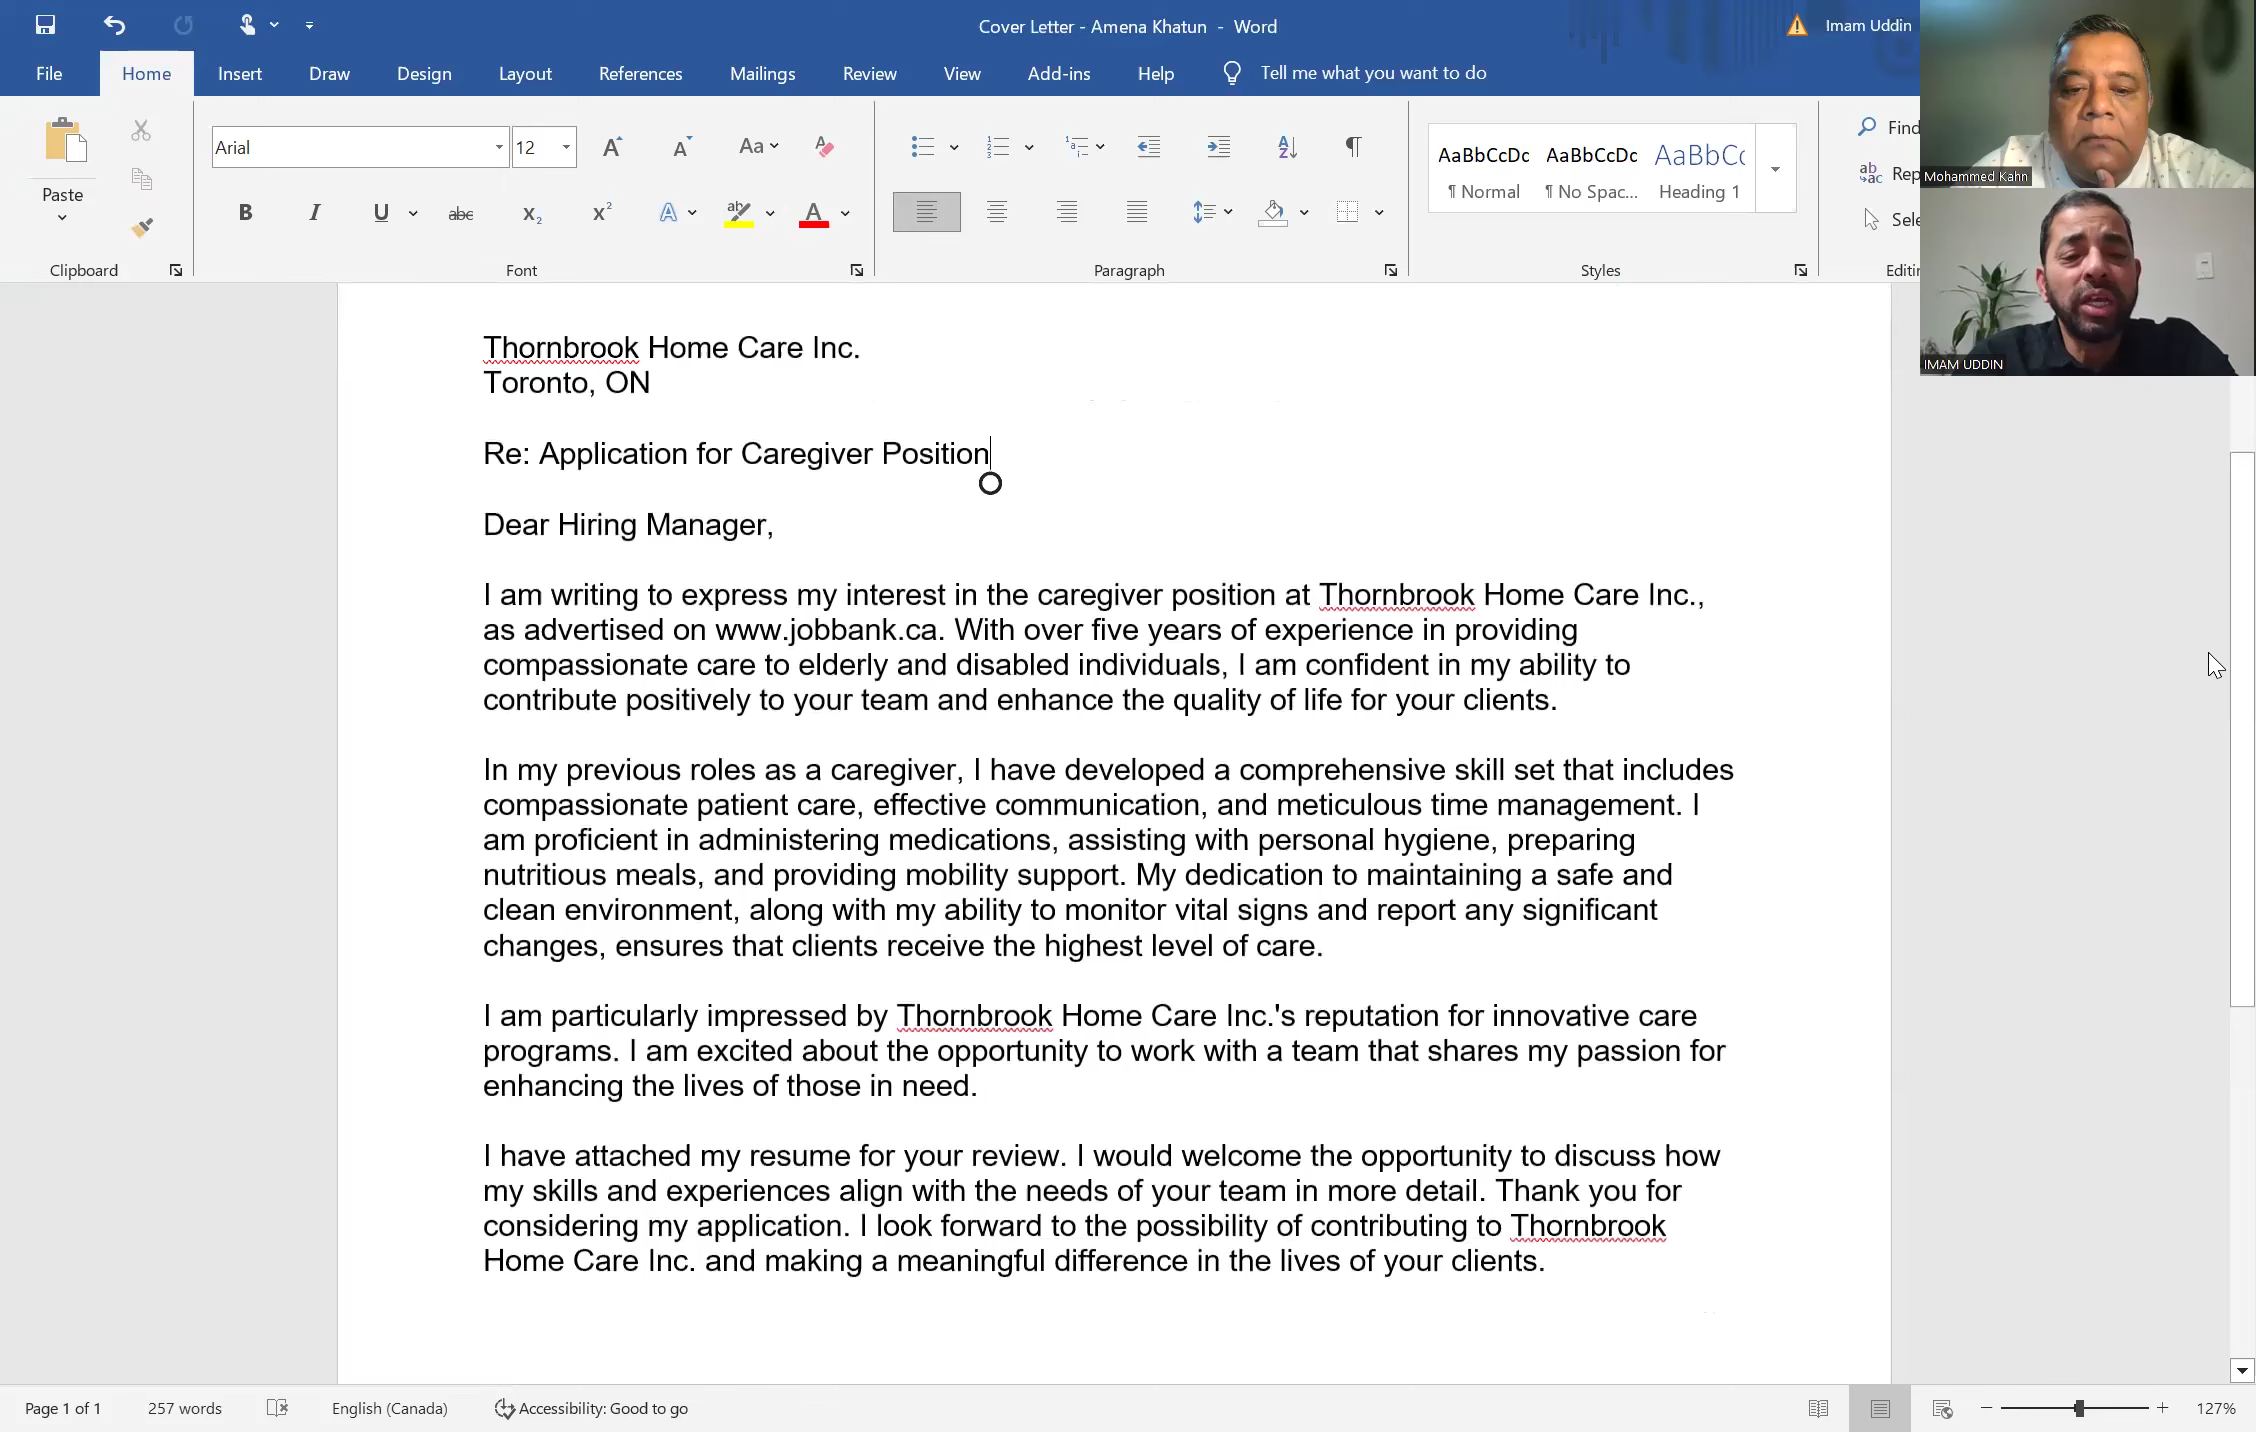 Cover Letter - Amena Khatun - Word
Imam Uddin
File Home Insert Draw Design Layout References Mailings Review View Add-ins Help Tell me what you want to do
Paste
Clipboard
Arial 12
Font
Paragraph
AaBbCcDc AaBbCcDc AaBbCc
¶ Normal ¶ No Spac... Heading 1
Styles
Find
Rep
Sele
Editin
Mohammed Kahn
IMAM UDDIN
Thornbrook Home Care Inc.
Toronto, ON
Re: Application for Caregiver Position
Dear Hiring Manager,
I am writing to express my interest in the caregiver position at Thornbrook Home Care Inc.,
as advertised on www.jobbank.ca. With over five years of experience in providing
compassionate care to elderly and disabled individuals, I am confident in my ability to
contribute positively to your team and enhance the quality of life for your clients.
In my previous roles as a caregiver, I have developed a comprehensive skill set that includes
compassionate patient care, effective communication, and meticulous time management. I
am proficient in administering medications, assisting with personal hygiene, preparing
nutritious meals, and providing mobility support. My dedication to maintaining a safe and
clean environment, along with my ability to monitor vital signs and report any significant
changes, ensures that clients receive the highest level of care.
I am particularly impressed by Thornbrook Home Care Inc.'s reputation for innovative care
programs. I am excited about the opportunity to work with a team that shares my passion for
enhancing the lives of those in need.
I have attached my resume for your review. I would welcome the opportunity to discuss how
my skills and experiences align with the needs of your team in more detail. Thank you for
considering my application. I look forward to the possibility of contributing to Thornbrook
Home Care Inc. and making a meaningful difference in the lives of your clients.
Page 1 of 1 257 words English (Canada) Accessibility: Good to go 127%